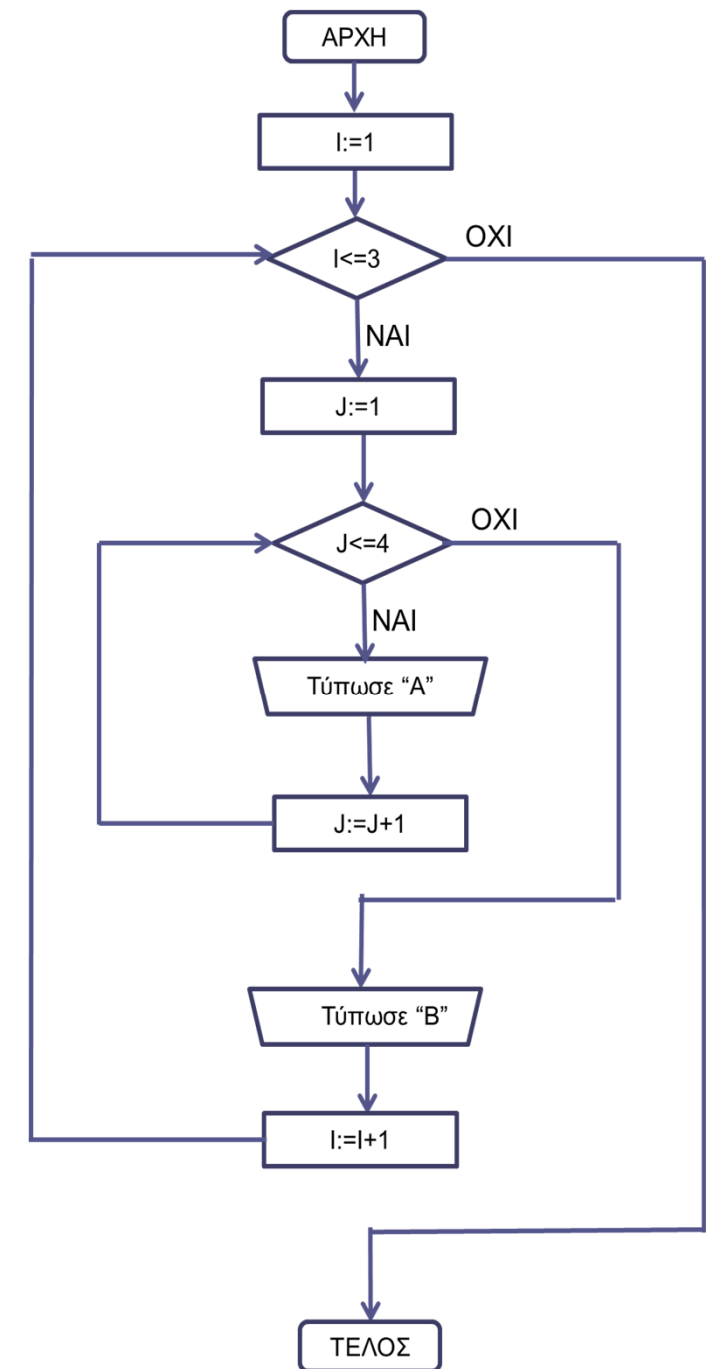 ΑΡΧΗ
I:=1
I<=3
ΟΧΙ
ΝΑΙ
J:=1
J<=4
ΟΧΙ
ΝΑΙ
Τύπωσε “Α”
J:=J+1
Τύπωσε “Β”
I:=I+1
ΤΕΛΟΣ